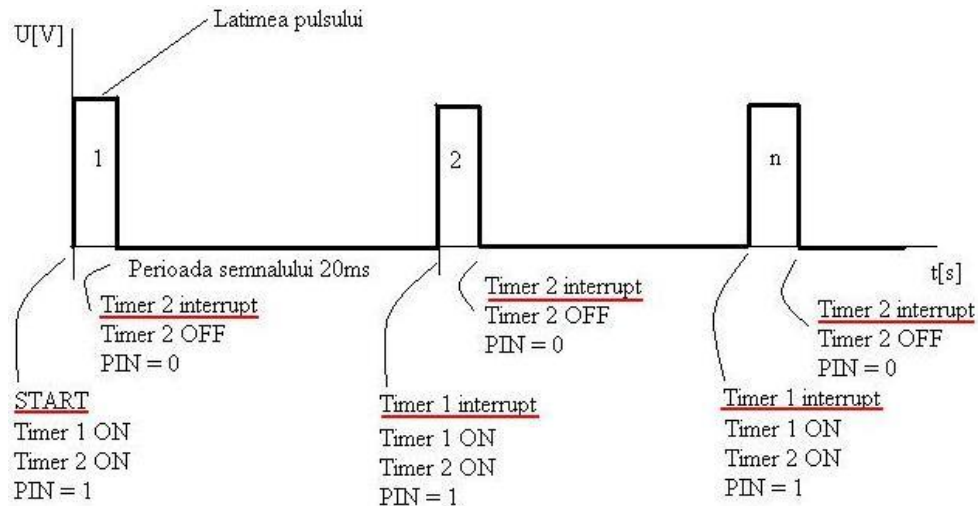 Latimea pulsului
U[V]
1
2
n
Perioada semnalului 20ms
t[s]
Timer 2 interrupt
Timer 2 OFF
PIN = 0
Timer 2 interrupt
Timer 2 OFF
PIN = 0
Timer 2 interrupt
Timer 2 OFF
PIN = 0
START
Timer 1 ON
Timer 2 ON
PIN = 1
Timer 1 interrupt
Timer 1 ON
Timer 2 ON
PIN = 1
Timer 1 interrupt
Timer 1 ON
Timer 2 ON
PIN = 1